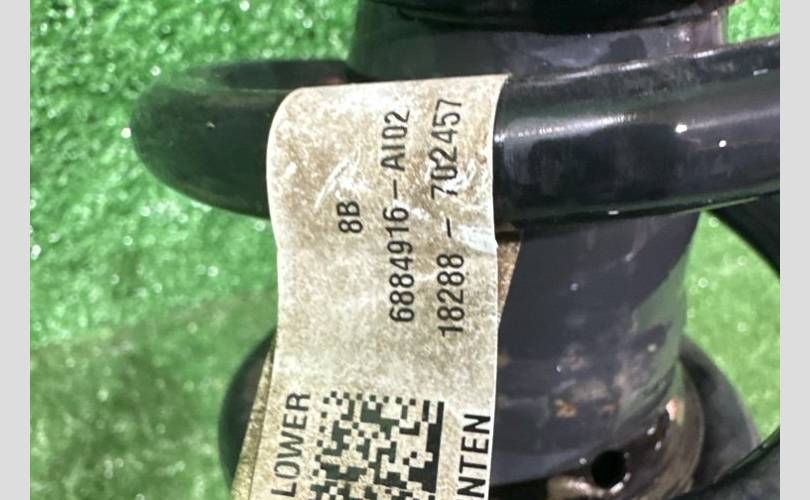 8B
6884916-AI02
18288 - 702457
LOWER
NTEN